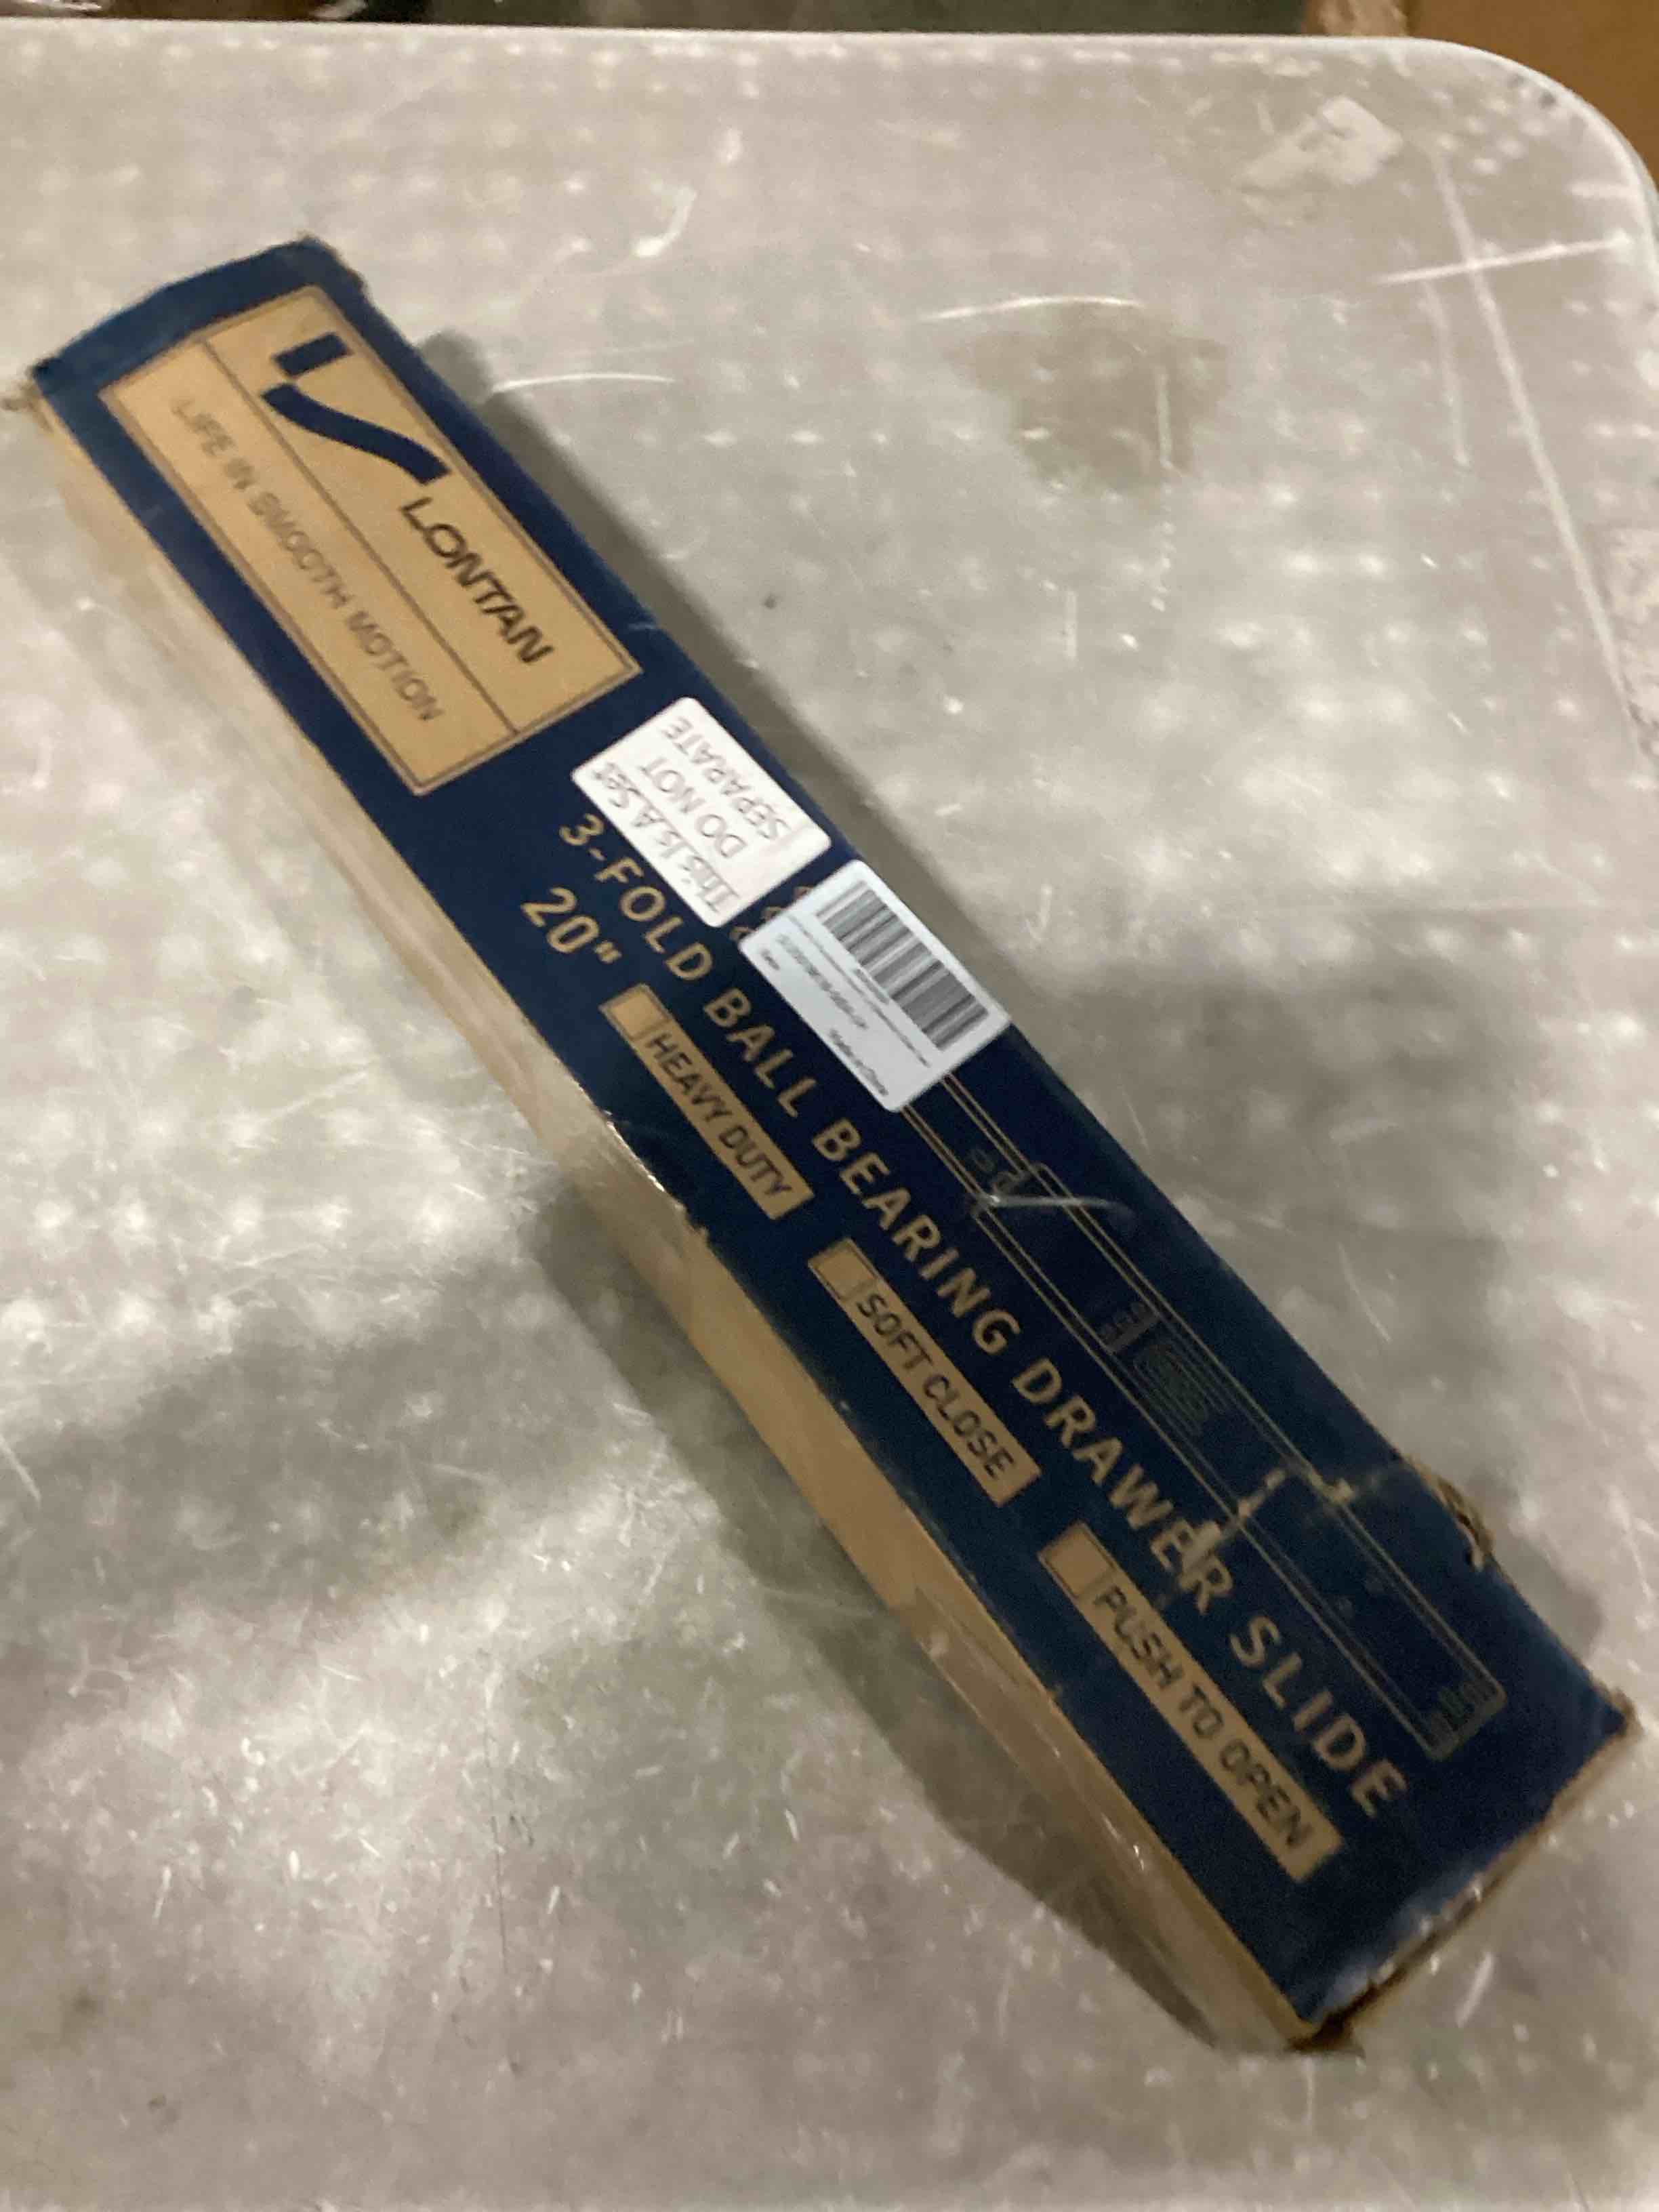 LONTAN
LIFE IN SMOOTH MOTION
This Is A Set
DO NOT
SEPARATE
3-FOLD BALL BEARING DRAWER SLIDE
20"
HEAVY DUTY
SOFT CLOSE
PUSH TO OPEN